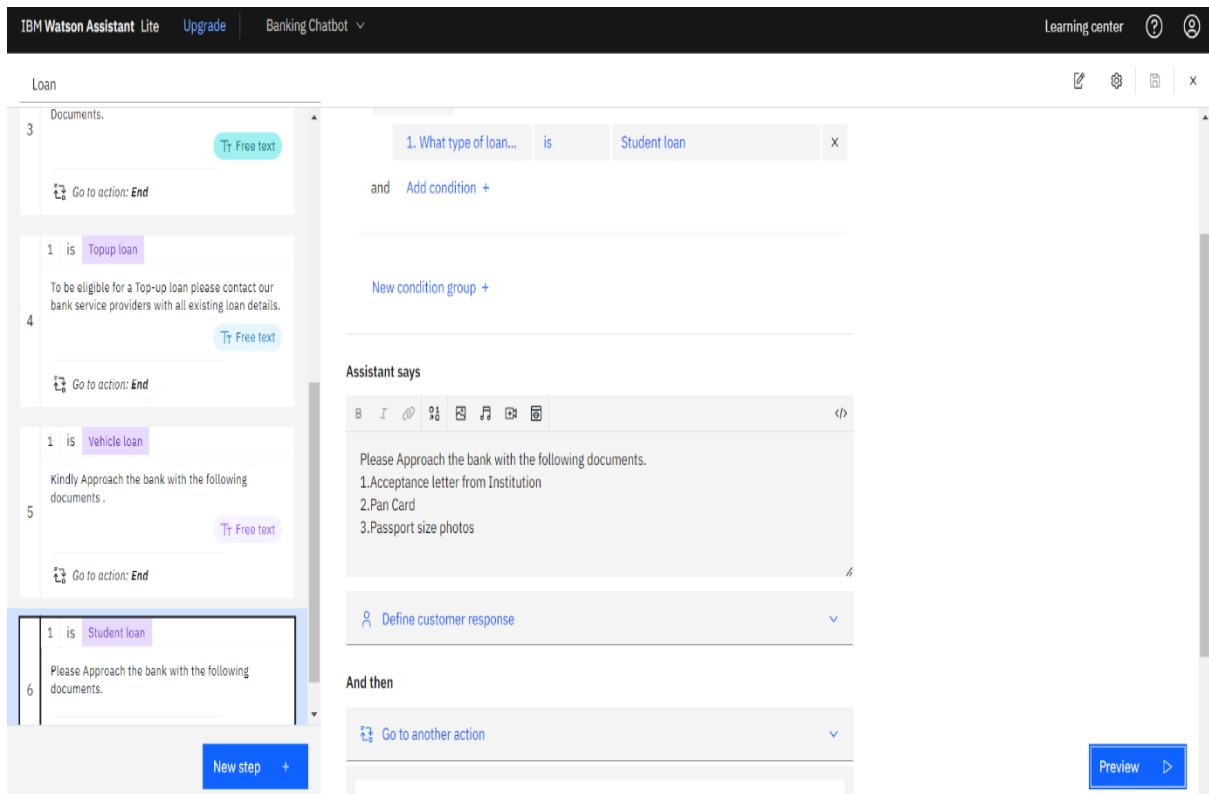 IBM Watson Assistant Lite Upgrade Banking Chatbot Learning center
Loan
3
Documents.
Free text
Go to action: End
4
1 is Topup loan
To be eligible for a Top-up loan please contact our
bank service providers with all existing loan details.
Free text
Go to action: End
5
1 is Vehicle loan
Kindly Approach the bank with the following
documents .
Free text
Go to action: End
6
1 is Student loan
Please Approach the bank with the following
documents.
New step +
1. What type of loan... is Student loan X
and Add condition +
New condition group +
Assistant says
B I </>
Please Approach the bank with the following documents.
1.Acceptance letter from Institution
2.Pan Card
3.Passport size photos
Define customer response
And then
Go to another action
Preview